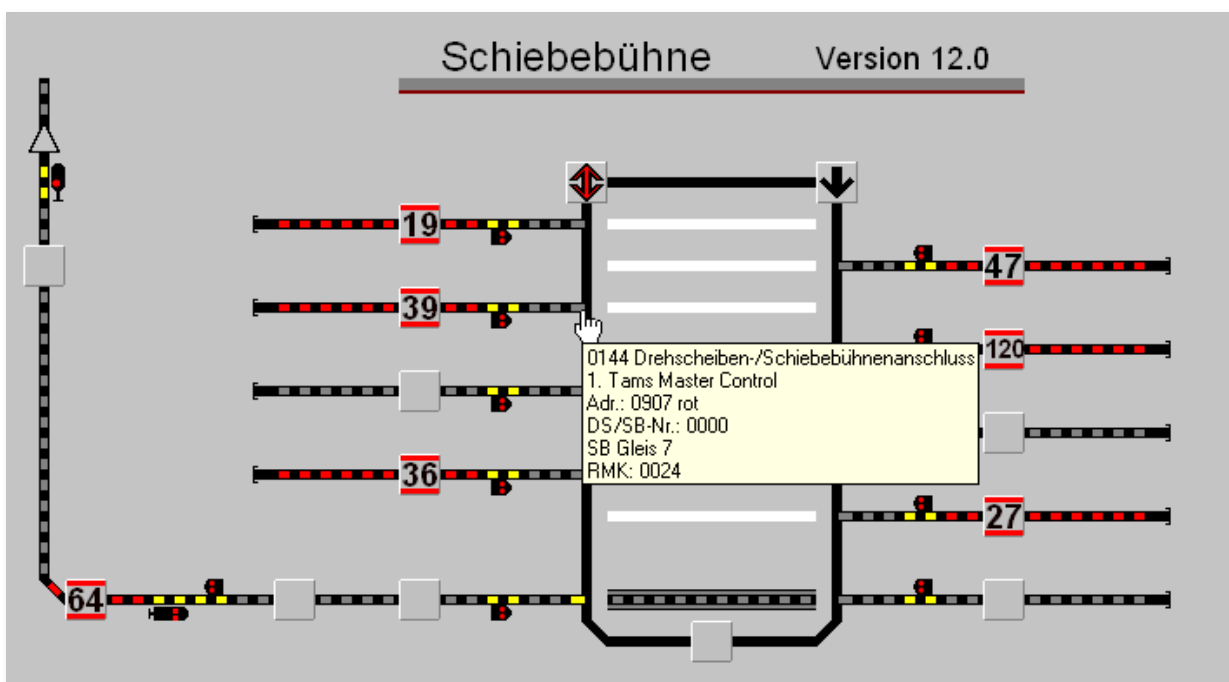 Schiebebühne Version 12.0
19
47
39
0144 Drehscheiben-/Schiebebühnenanschluss
1. Tams Master Control
Adr.: 0907 rot
DS/SB-Nr.: 0000
SB Gleis 7
RMK: 0024
120
36
27
64